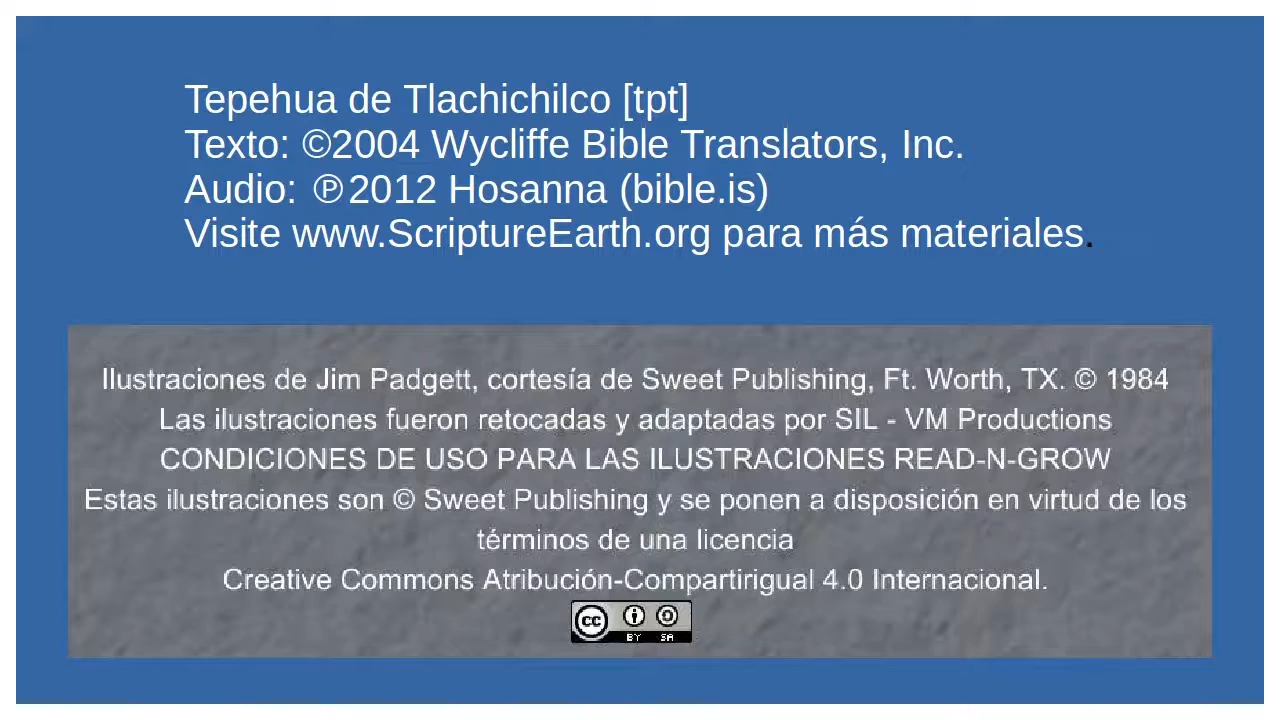 Tepehua de Tlachichilco [tpt]
Texto: ©2004 Wycliffe Bible Translators, Inc.
Audio: ℗2012 Hosanna (bible.is)
Visite www.ScriptureEarth.org para más materiales.
Ilustraciones de Jim Padgett, cortesía de Sweet Publishing, Ft. Worth, TX. © 1984
Las ilustraciones fueron retocadas y adaptadas por SIL - VM Productions
CONDICIONES DE USO PARA LAS ILUSTRACIONES READ-N-GROW
Estas ilustraciones son © Sweet Publishing y se ponen a disposición en virtud de los
términos de una licencia
Creative Commons Atribución-Compartirigual 4.0 Internacional.
cc
BY SA